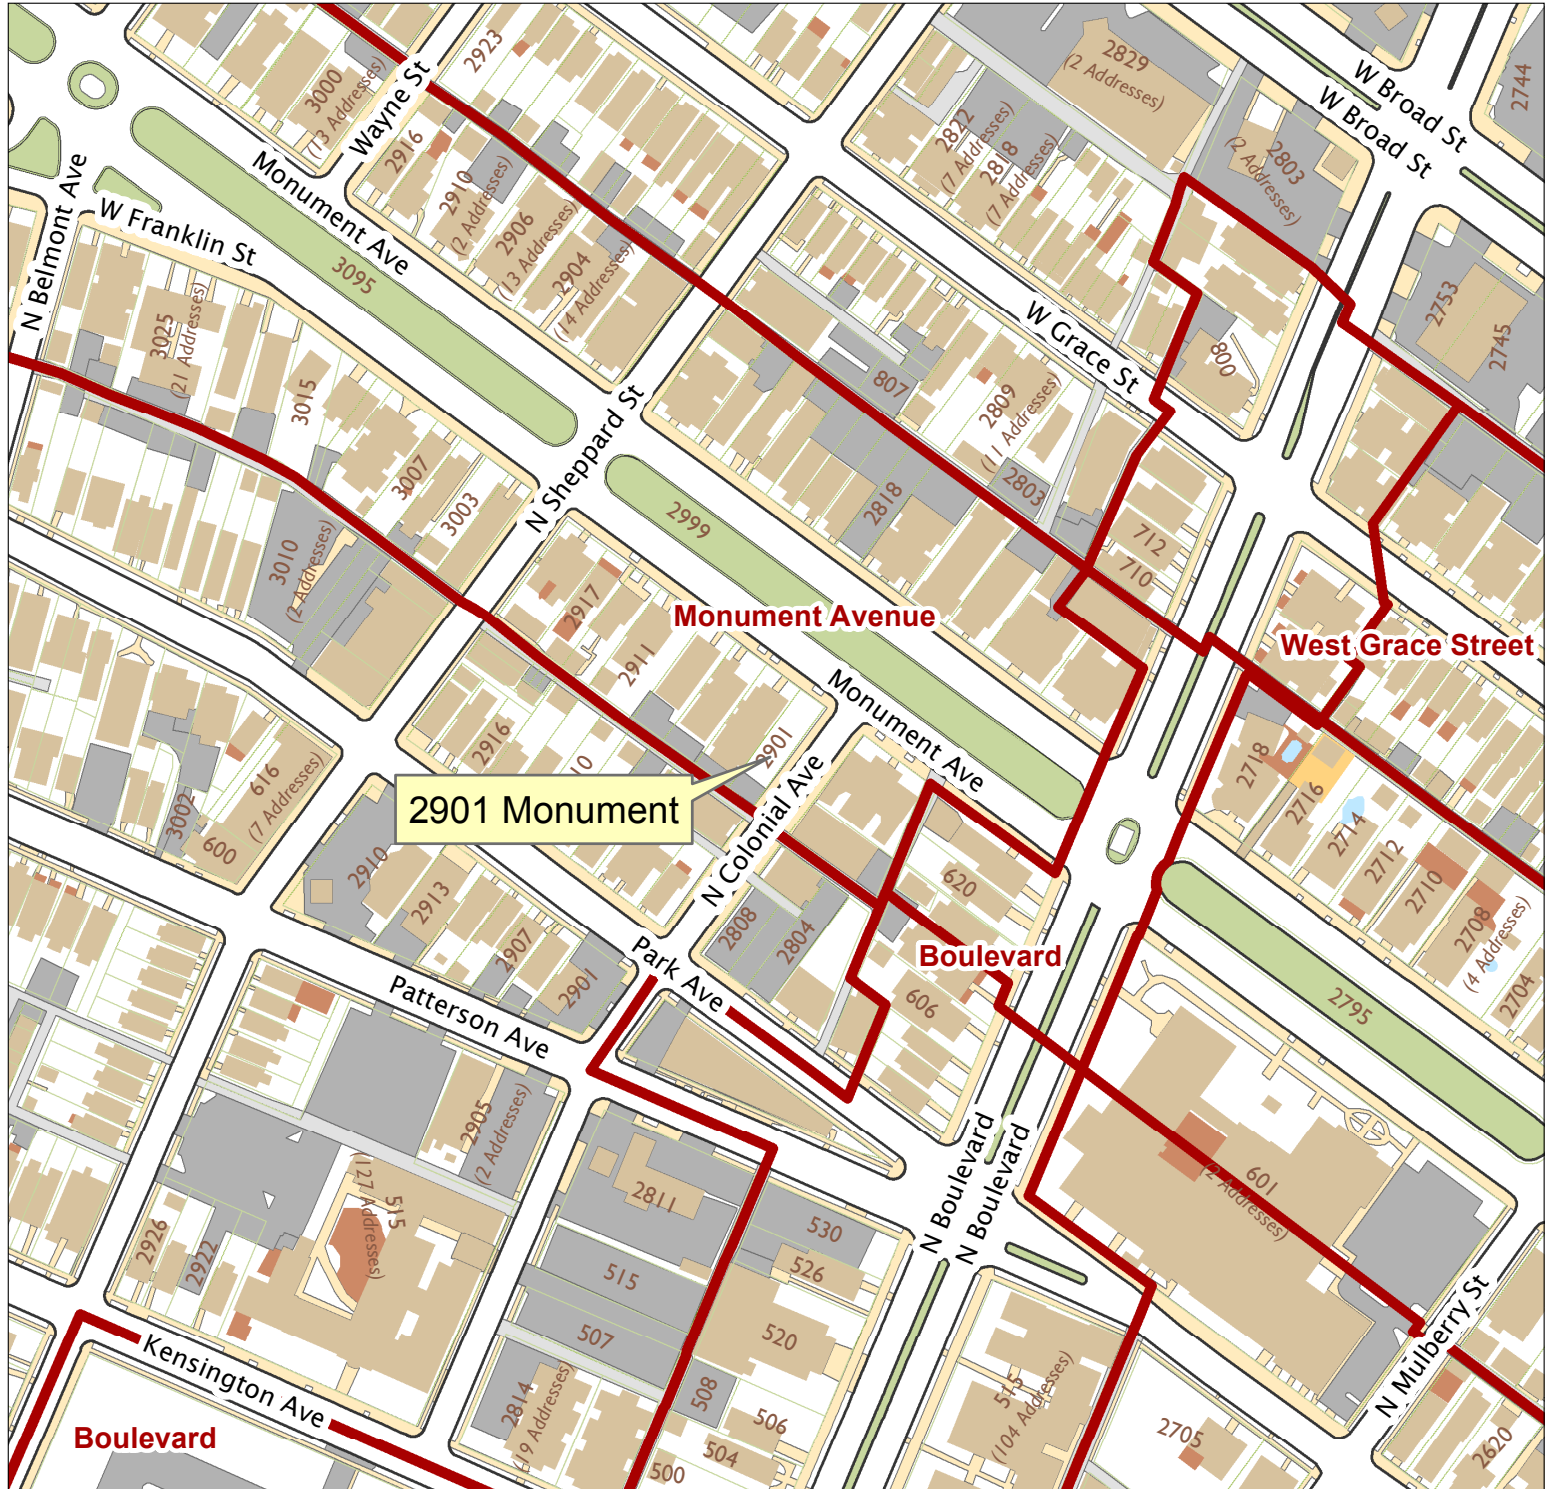 2923
3000
(13 Addresses)
Wayne St
2916
2910
(2 Addresses)
2906
(13 Addresses)
2904
(14 Addresses)
2829
(2 Addresses)
2822
(7 Addresses)
2818
(7 Addresses)
2803
(2 Addresses)
W Broad St
W Broad St
2744
N Belmont Ave
W Franklin St
Monument Ave
3095
3025
(21 Addresses)
3015
3007
3003
3010
(2 Addresses)
N Sheppard St
W Grace St
800
2753
2745
807
2809
(11 Addresses)
2803
2818
712
710
2999
Monument Avenue
West Grace Street
2917
2911
2901
2916
10
Monument Ave
2901 Monument
N Colonial Ave
616
(7 Addresses)
3002
600
2910
2913
2907
2901
2808
2804
Park Ave
620
Boulevard
606
2718
2716
2714
2712
2710
2708
(4 Addresses)
2704
2795
Patterson Ave
2905
(2 Addresses)
515
(127 Addresses)
2926
2922
2811
515
507
2814
(19 Addresses)
530
526
520
508
506
504
500
N Boulevard
N Boulevard
601
(2 Addresses)
515
(104 Addresses)
2705
N Mulberry St
2620
Kensington Ave
Boulevard